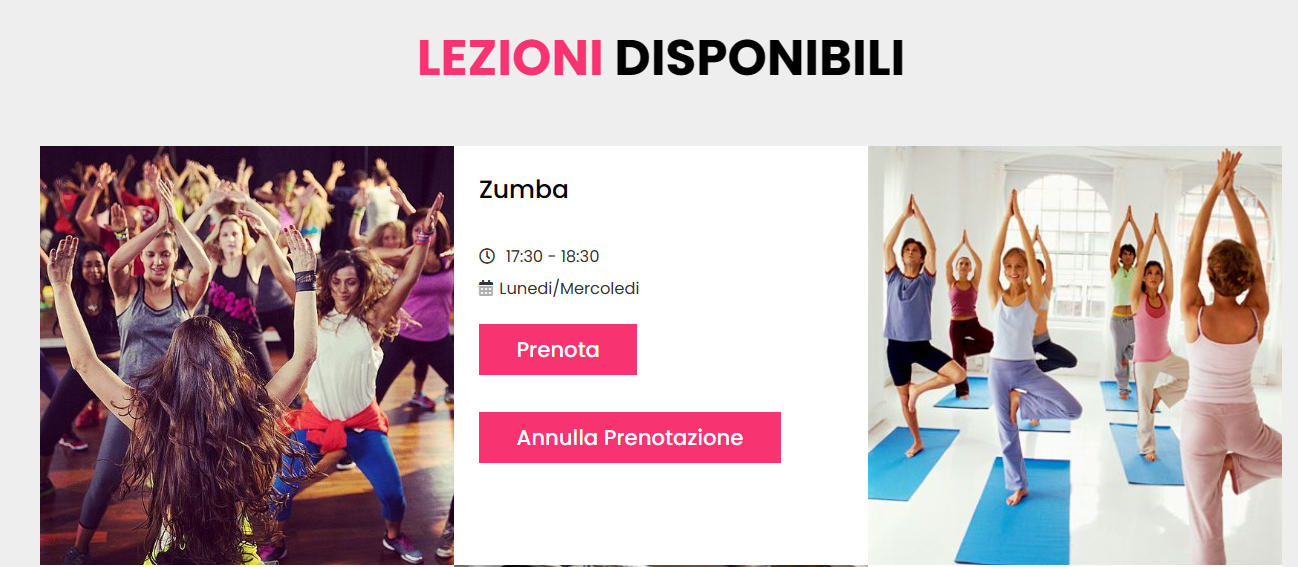 LEZIONI DISPONIBILI
Zumba
17:30 - 18:30
Lunedi/Mercoledi
Prenota
Annulla Prenotazione